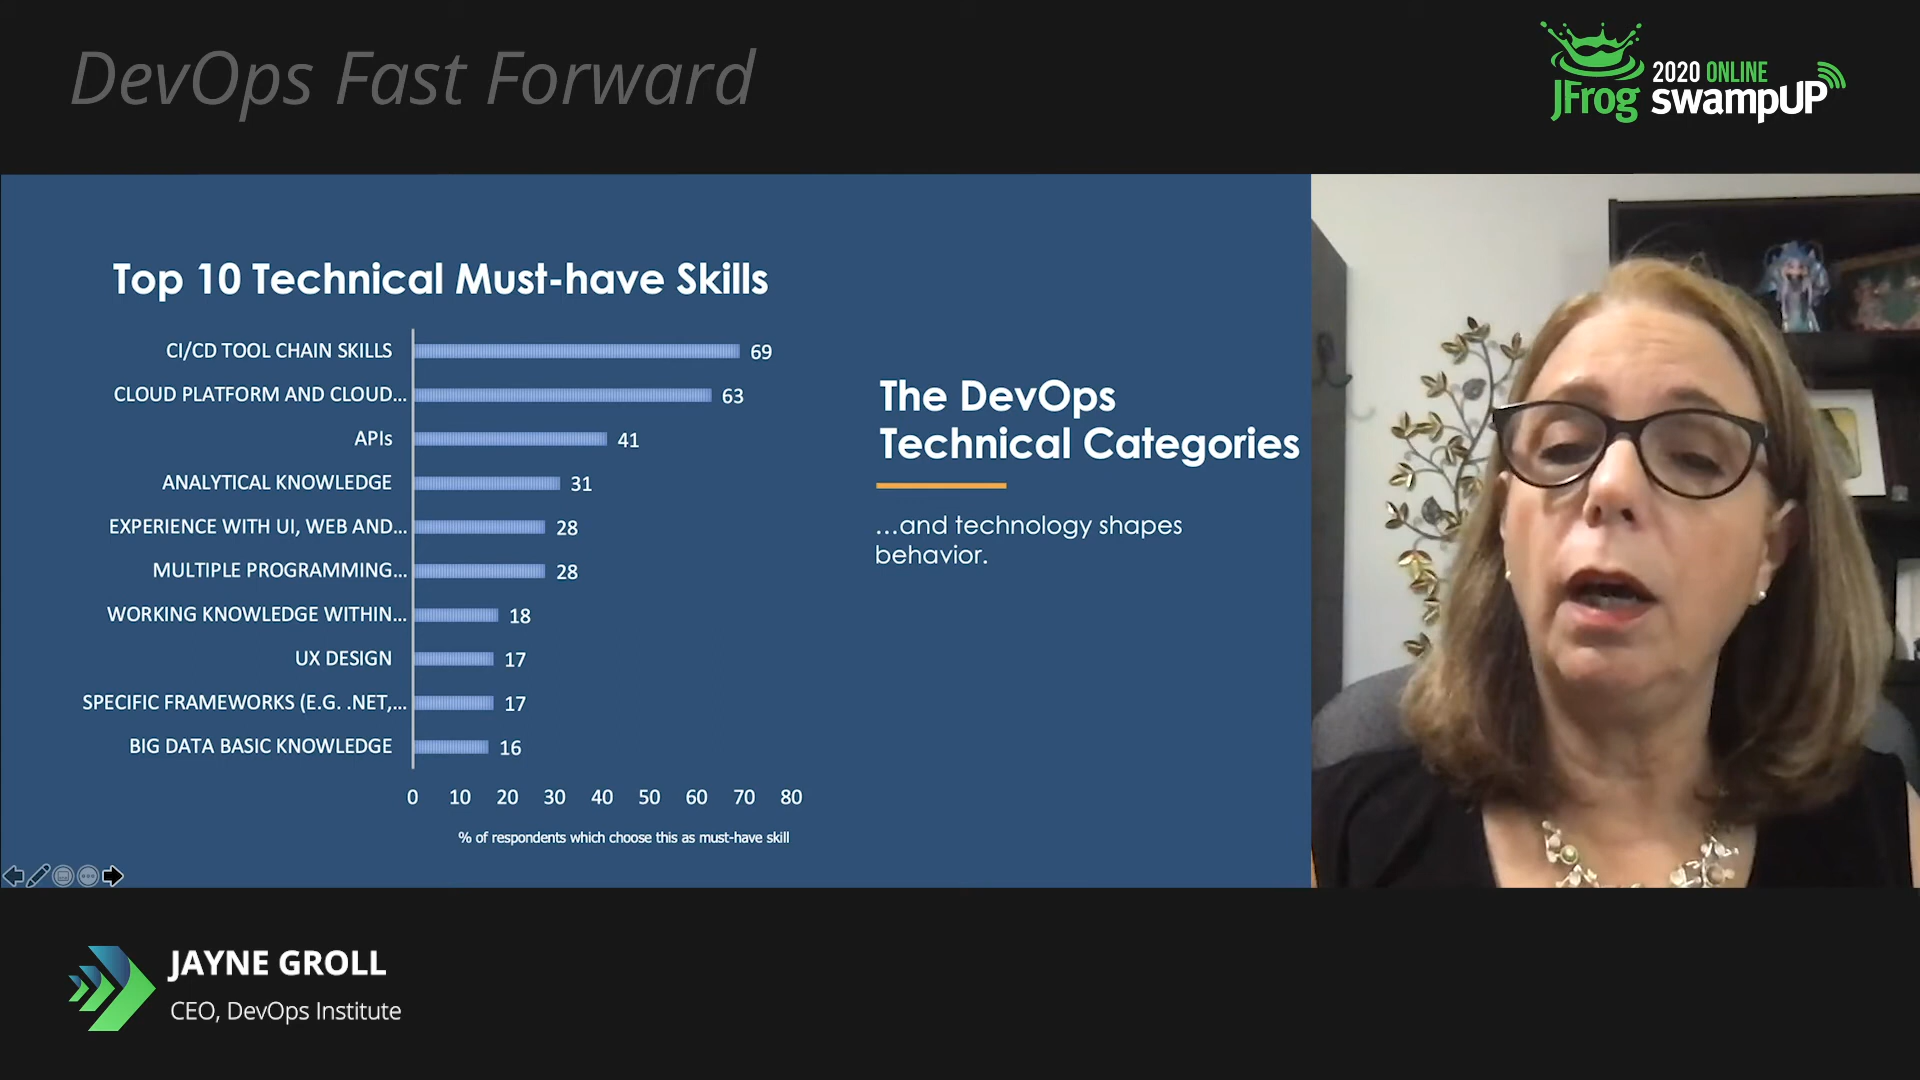 DevOps Fast Forward
JFrog
2020 ONLINE
swampUP
Top 10 Technical Must-have Skills
CI/CD TOOL CHAIN SKILLS 69
CLOUD PLATFORM AND CLOUD... 63
APIs 41
ANALYTICAL KNOWLEDGE 31
EXPERIENCE WITH UI, WEB AND... 28
MULTIPLE PROGRAMMING... 28
WORKING KNOWLEDGE WITHIN... 18
UX DESIGN 17
SPECIFIC FRAMEWORKS (E.G. .NET,... 17
BIG DATA BASIC KNOWLEDGE 16
0 10 20 30 40 50 60 70 80
% of respondents which choose this as must-have skill
The DevOps
Technical Categories
...and technology shapes
behavior.
JAYNE GROLL
CEO, DevOps Institute